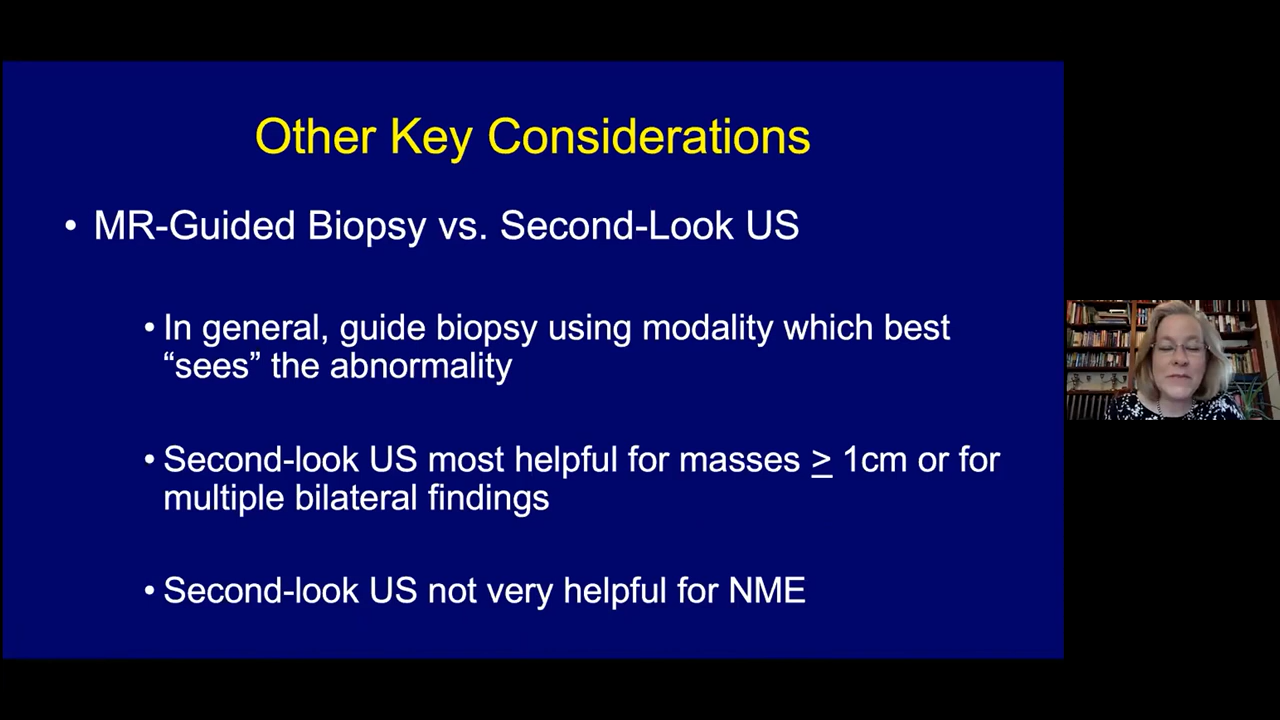 Other Key Considerations
• MR-Guided Biopsy vs. Second-Look US
• In general, guide biopsy using modality which best
“sees” the abnormality
• Second-look US most helpful for masses ≥ 1cm or for
multiple bilateral findings
• Second-look US not very helpful for NME